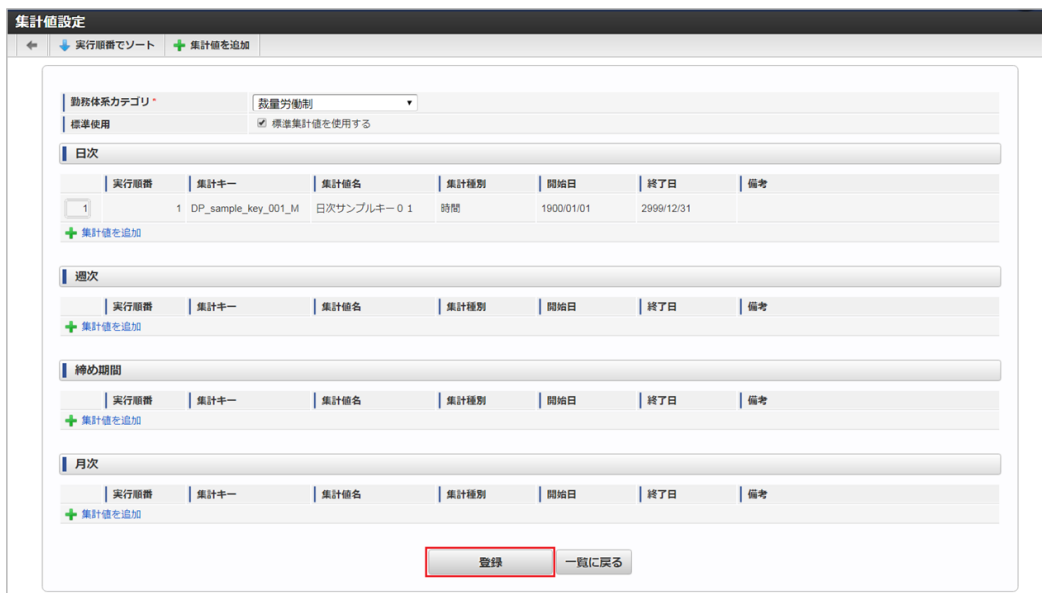 集計値設定
実行順番でソート 集計値を追加
勤務体系カテゴリ * 裁量労働制
標準使用 標準集計値を使用する
日次
実行順番 集計キー 集計値名 集計種別 開始日 終了日 備考
1 1 DP_sample_key_001_M 日次サンプルキー０１ 時間 1900/01/01 2999/12/31
集計値を追加
週次
実行順番 集計キー 集計値名 集計種別 開始日 終了日 備考
集計値を追加
締め期間
実行順番 集計キー 集計値名 集計種別 開始日 終了日 備考
集計値を追加
月次
実行順番 集計キー 集計値名 集計種別 開始日 終了日 備考
集計値を追加
登録 一覧に戻る